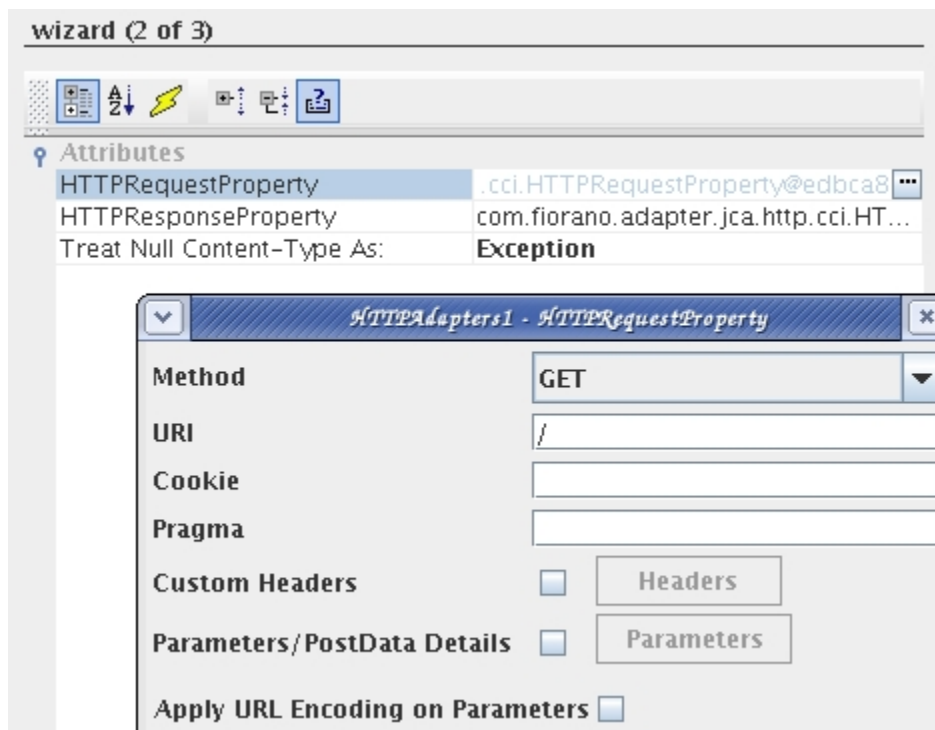 wizard (2 of 3)
Attributes
HTTPRequestProperty .cci.HTTPRequestProperty@edbca8 ...
HTTPResponseProperty com.fiorano.adapter.jca.http.cci.HT...
Treat Null Content-Type As: Exception
HTTPAdapters1 - HTTPRequestProperty
Method GET
URI /
Cookie
Pragma
Custom Headers Headers
Parameters/PostData Details Parameters
Apply URL Encoding on Parameters